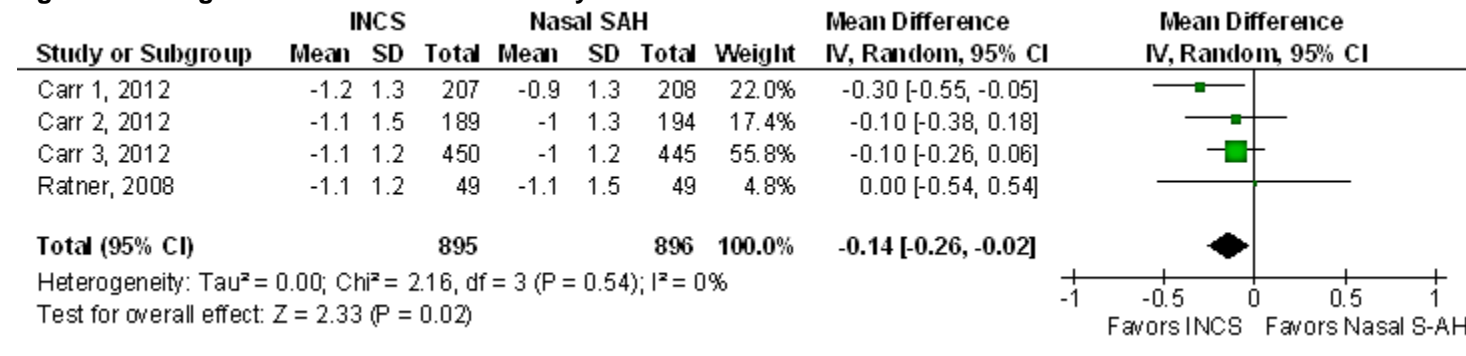 INCS Nasal SAH Mean Difference Mean Difference
Study or Subgroup Mean SD Total Mean SD Total Weight IV, Random, 95% CI IV, Random, 95% CI
Carr 1, 2012 -1.2 1.3 207 -0.9 1.3 208 22.0% -0.30 [-0.55, -0.05]
Carr 2, 2012 -1.1 1.5 189 -1 1.3 194 17.4% -0.10 [-0.38, 0.18]
Carr 3, 2012 -1.1 1.2 450 -1 1.2 445 55.8% -0.10 [-0.26, 0.06]
Ratner, 2008 -1.1 1.2 49 -1.1 1.5 49 4.8% 0.00 [-0.54, 0.54]
Total (95% CI) 895 896 100.0% -0.14 [-0.26, -0.02]
Heterogeneity: Tau² = 0.00; Chi² = 2.16, df = 3 (P = 0.54); I² = 0%
Test for overall effect: Z = 2.33 (P = 0.02)
-1 -0.5 0 0.5 1
Favors INCS Favors Nasal S-AH